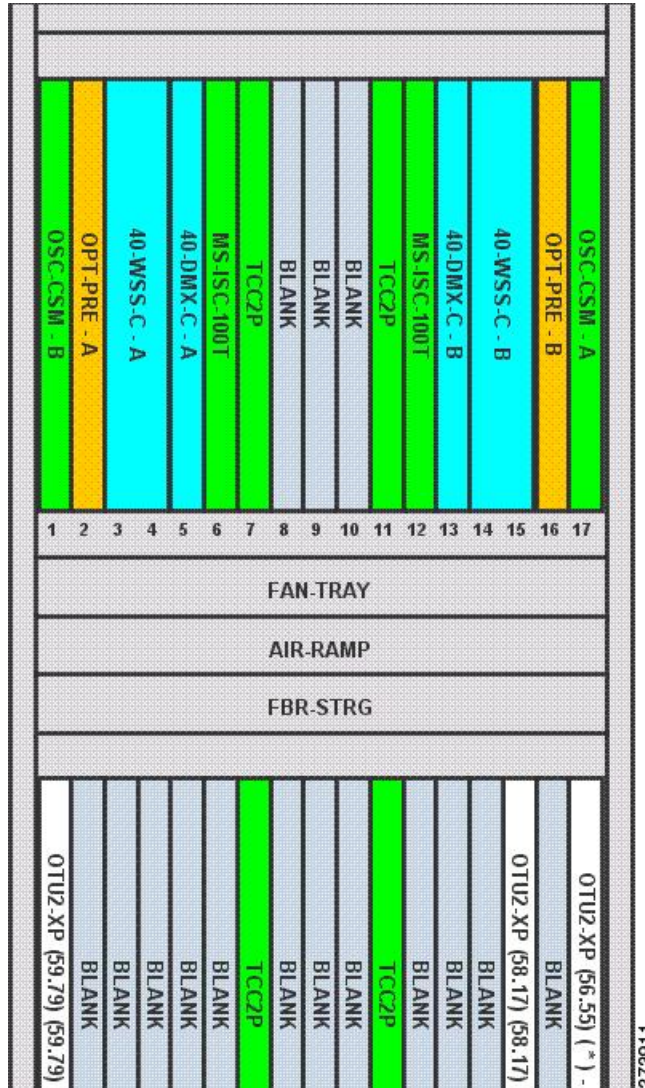 OSC-CSM - B
OPT-PRE - A
40-WSS-C - A
40-DMX-C - A
MS-ISC-100T
TCC2P
BLANK
BLANK
BLANK
TCC2P
MS-ISC-100T
40-DMX-C - B
40-WSS-C - B
OPT-PRE - B
OSC-CSM - A
1 2 3 4 5 6 7 8 9 10 11 12 13 14 15 16 17
FAN-TRAY
AIR-RAMP
FBR-STRG
OTU2-XP (59.79) (59.79)
BLANK
BLANK
BLANK
BLANK
BLANK
TCC2P
BLANK
BLANK
BLANK
TCC2P
BLANK
BLANK
BLANK
OTU2-XP (58.17) (58.17)
BLANK
OTU2-XP (56.55) ( * ) -